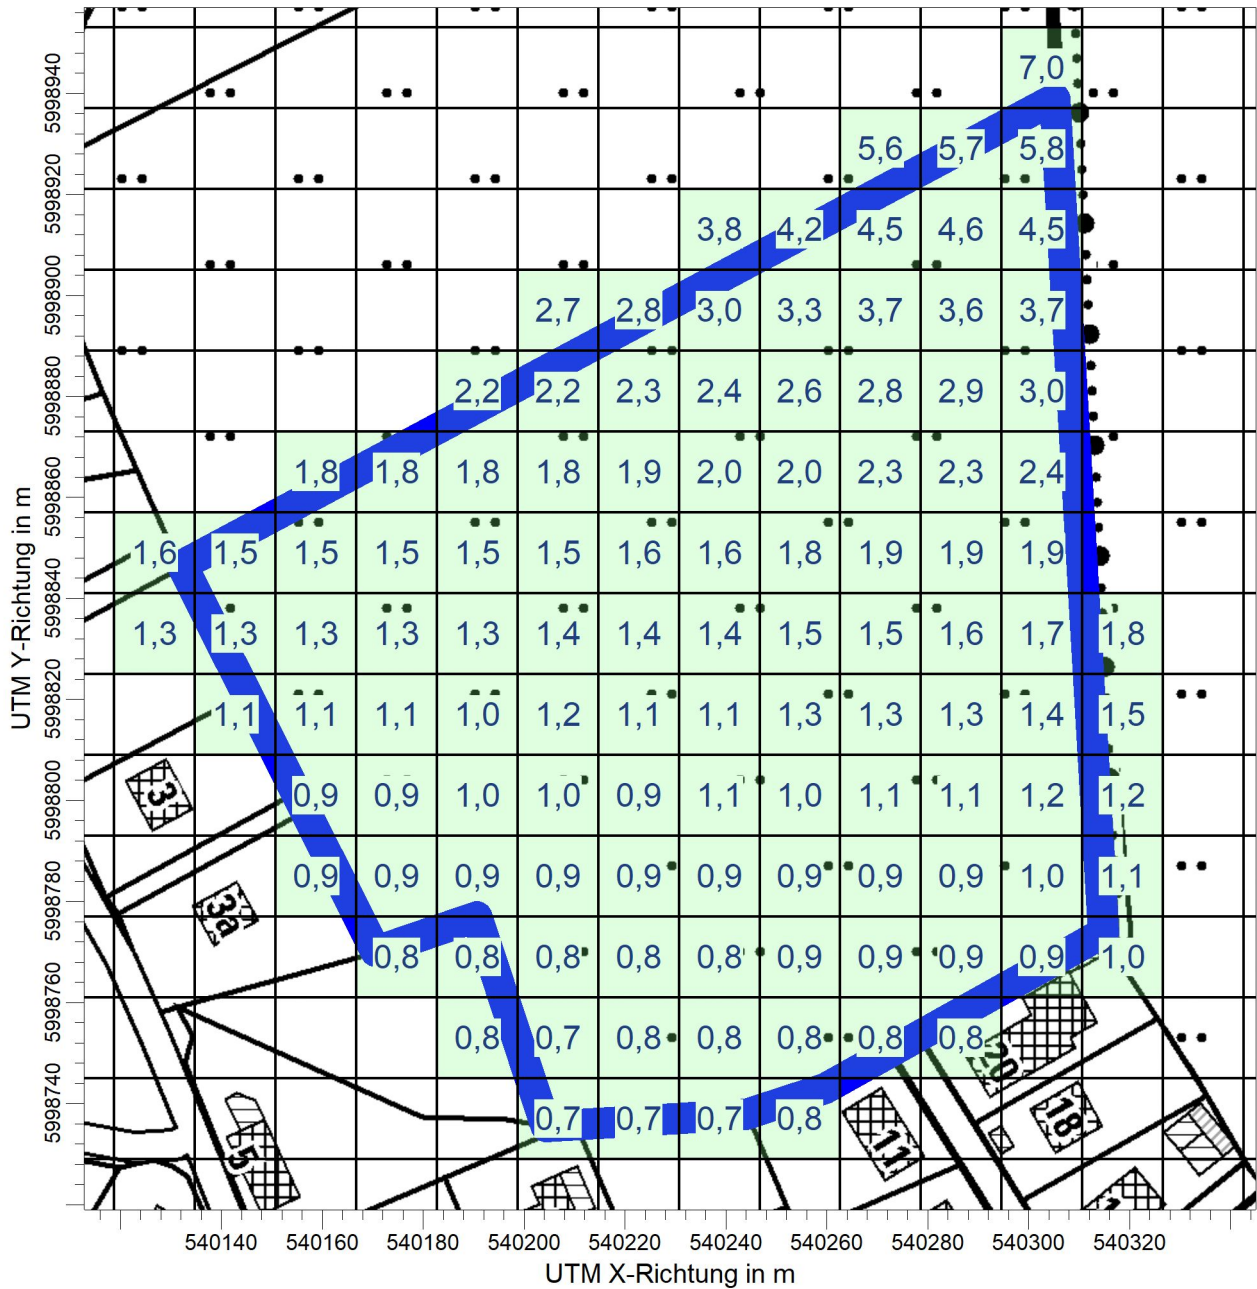 7,0
5,6 5,7 5,8
3,8 4,2 4,5 4,6 4,5
2,7 2,8 3,0 3,3 3,7 3,6 3,7
2,2 2,2 2,3 2,4 2,6 2,8 2,9 3,0
1,8 1,8 1,8 1,8 1,9 2,0 2,0 2,3 2,3 2,4
1,6 1,5 1,5 1,5 1,5 1,5 1,6 1,6 1,8 1,9 1,9 1,9
1,3 1,3 1,3 1,3 1,3 1,4 1,4 1,4 1,5 1,5 1,6 1,7 1,8
1,1 1,1 1,1 1,0 1,2 1,1 1,1 1,3 1,3 1,3 1,4 1,5
3 0,9 0,9 1,0 1,0 0,9 1,1 1,0 1,1 1,1 1,2 1,2
0,9 0,9 0,9 0,9 0,9 0,9 0,9 0,9 0,9 1,0 1,1
3a
0,8 0,8 0,8 0,8 0,8 0,9 0,9 0,9 0,9 1,0
0,8 0,7 0,8 0,8 0,8 0,8 0,8
20
0,7 0,7 0,7 0,8
11 18
5
5998940
5998920
5998900
5998880
5998860
5998840
5998820
5998800
5998780
5998760
5998740
UTM Y-Richtung in m
540140 540160 540180 540200 540220 540240 540260 540280 540300 540320
UTM X-Richtung in m